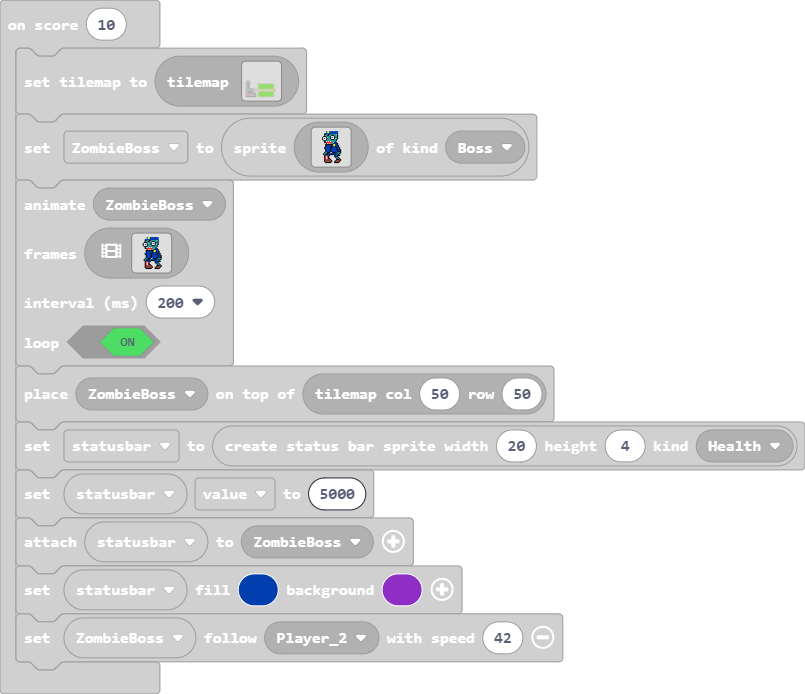 on score 10
set tilemap to tilemap
set ZombieBoss to sprite of kind Boss
animate ZombieBoss
frames
interval (ms) 200
loop ON
place ZombieBoss on top of tilemap col 50 row 50
set statusbar to create status bar sprite width 20 height 4 kind Health
set statusbar value to 5000
attach statusbar to ZombieBoss
set statusbar fill background
set ZombieBoss follow Player_2 with speed 42